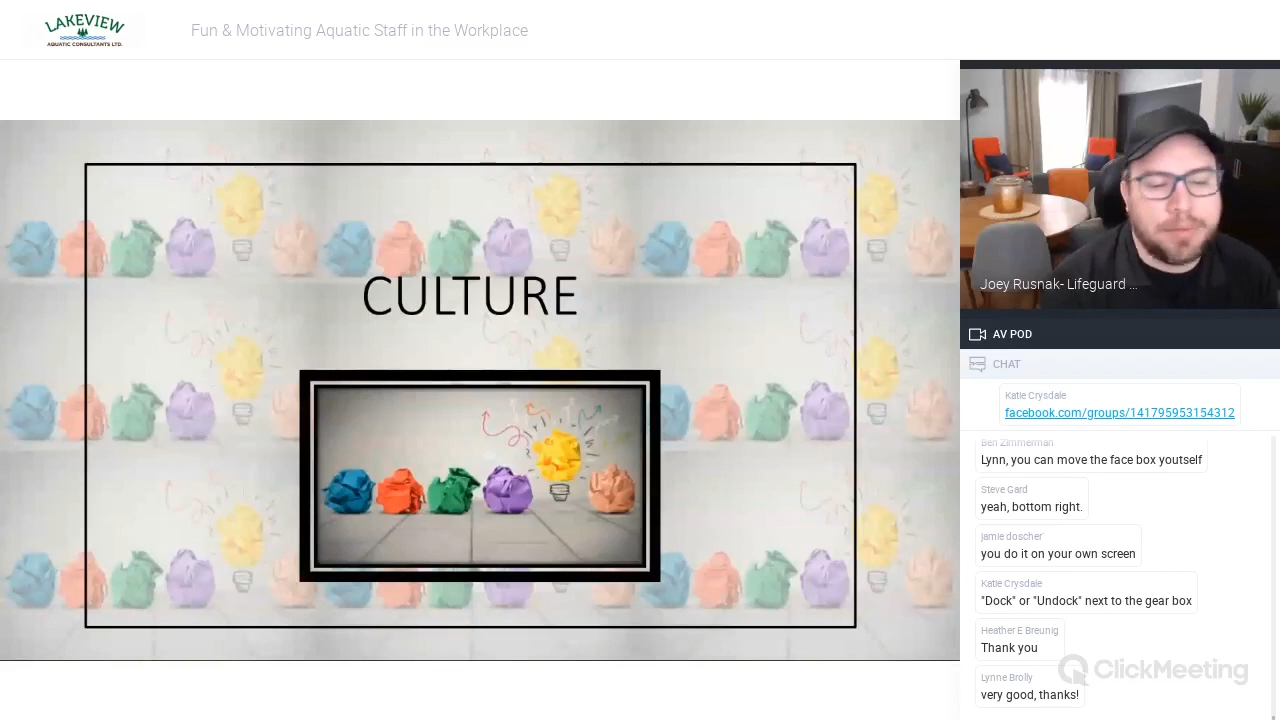 LAKEVIEW
AQUATIC CONSULTANTS LTD.
Fun & Motivating Aquatic Staff in the Workplace
CULTURE
Joey Rusnak- Lifeguard ...
AV POD
CHAT
Katie Crysdale
facebook.com/groups/141795953154312
Ben Zimmerman
Lynn, you can move the face box youtself
Steve Gard
yeah, bottom right.
jamie doscher
you do it on your own screen
Katie Crysdale
"Dock" or "Undock" next to the gear box
Heather E Breunig
Thank you
Lynne Brolly
very good, thanks!
ClickMeeting